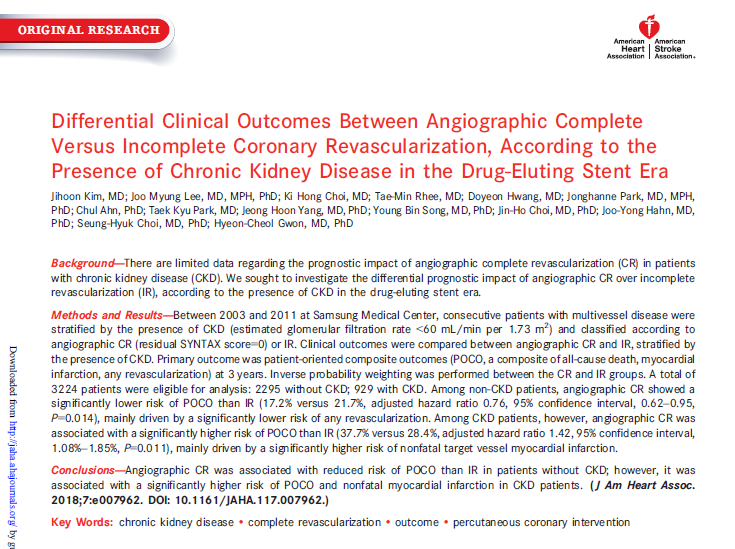 ORIGINAL RESEARCH
American Heart Association | American Stroke Association®
Differential Clinical Outcomes Between Angiographic Complete
Versus Incomplete Coronary Revascularization, According to the
Presence of Chronic Kidney Disease in the Drug-Eluting Stent Era
Jihoon Kim, MD; Joo Myung Lee, MD, MPH, PhD; Ki Hong Choi, MD; Tae-Min Rhee, MD; Doyeon Hwang, MD; Jonghanne Park, MD, MPH,
PhD; Chul Ahn, PhD; Taek Kyu Park, MD; Jeong Hoon Yang, MD, PhD; Young Bin Song, MD, PhD; Jin-Ho Choi, MD, PhD; Joo-Yong Hahn, MD,
PhD; Seung-Hyuk Choi, MD, PhD; Hyeon-Cheol Gwon, MD, PhD
Background—There are limited data regarding the prognostic impact of angiographic complete revascularization (CR) in patients
with chronic kidney disease (CKD). We sought to investigate the differential prognostic impact of angiographic CR over incomplete
revascularization (IR), according to the presence of CKD in the drug-eluting stent era.
Methods and Results—Between 2003 and 2011 at Samsung Medical Center, consecutive patients with multivessel disease were
stratified by the presence of CKD (estimated glomerular filtration rate <60 mL/min per 1.73 m²) and classified according to
angiographic CR (residual SYNTAX score=0) or IR. Clinical outcomes were compared between angiographic CR and IR, stratified by
the presence of CKD. Primary outcome was patient-oriented composite outcomes (POCO, a composite of all-cause death, myocardial
infarction, any revascularization) at 3 years. Inverse probability weighting was performed between the CR and IR groups. A total of
3224 patients were eligible for analysis: 2295 without CKD; 929 with CKD. Among non-CKD patients, angiographic CR showed a
significantly lower risk of POCO than IR (17.2% versus 21.7%, adjusted hazard ratio 0.76, 95% confidence interval, 0.62–0.95,
P=0.014), mainly driven by a significantly lower risk of any revascularization. Among CKD patients, however, angiographic CR was
associated with a significantly higher risk of POCO than IR (37.7% versus 28.4%, adjusted hazard ratio 1.42, 95% confidence interval,
1.08%–1.85%, P=0.011), mainly driven by a significantly higher risk of nonfatal target vessel myocardial infarction.
Conclusions—Angiographic CR was associated with reduced risk of POCO than IR in patients without CKD; however, it was
associated with a significantly higher risk of POCO and nonfatal myocardial infarction in CKD patients. (J Am Heart Assoc.
2018;7:e007962. DOI: 10.1161/JAHA.117.007962.)
Key Words: chronic kidney disease • complete revascularization • outcome • percutaneous coronary intervention
Downloaded from http://jaha.ahajournals.org/ by